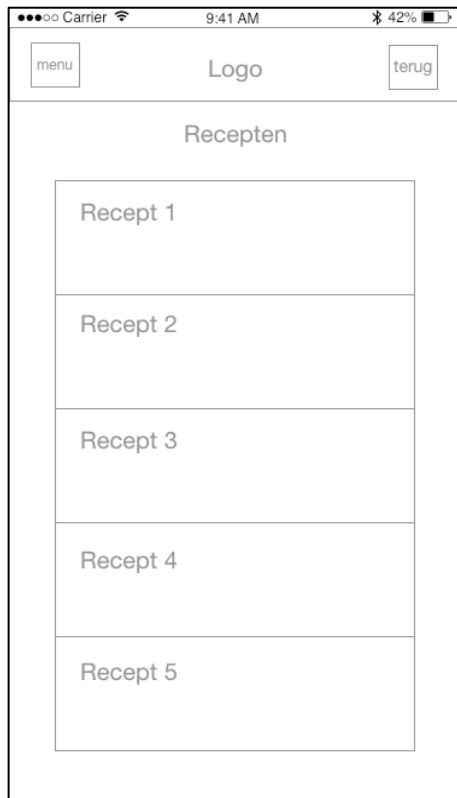 Carrier 9:41 AM 42%
menu Logo terug
Recepten
Recept 1
Recept 2
Recept 3
Recept 4
Recept 5